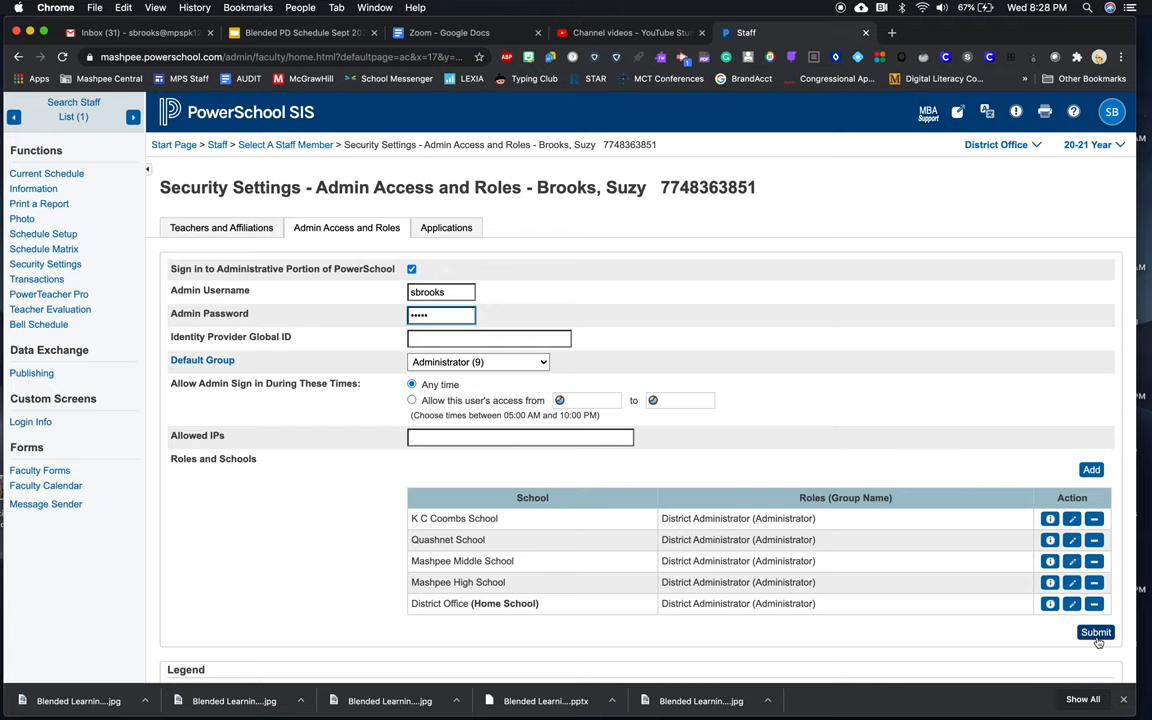 Chrome File Edit View History Bookmarks People Tab Window Help 67% Wed 8:28 PM
Inbox (31) - sbrooks@mpspk12 × Blended PD Schedule Sept 202 × Zoom - Google Docs × Channel videos - YouTube Stu × Staff × +
mashpee.powerschool.com/admin/faculty/home.html?defaultpage=ac&x=17&y=...
Apps Mashpee Central MPS Staff AUDIT McGrawHill School Messenger LEXIA Typing Club STAR MCT Conferences BrandAcct Congressional Ap... Digital Literacy Co... » Other Bookmarks
Search Staff
List (1)
PowerSchool SIS
MBA
Support
SB
Start Page > Staff > Select A Staff Member > Security Settings - Admin Access and Roles - Brooks, Suzy 7748363851
District Office 20-21 Year
Functions
Current Schedule
Information
Print a Report
Photo
Schedule Setup
Schedule Matrix
Security Settings
Transactions
PowerTeacher Pro
Teacher Evaluation
Bell Schedule
Data Exchange
Publishing
Custom Screens
Login Info
Forms
Faculty Forms
Faculty Calendar
Message Sender
Security Settings - Admin Access and Roles - Brooks, Suzy 7748363851
Teachers and Affiliations Admin Access and Roles Applications
Sign in to Administrative Portion of PowerSchool
Admin Username sbrooks
Admin Password •••••
Identity Provider Global ID
Default Group Administrator (9)
Allow Admin Sign in During These Times: Any time
Allow this user's access from to
(Choose times between 05:00 AM and 10:00 PM)
Allowed IPs
Roles and Schools
Add
School Roles (Group Name) Action
K C Coombs School District Administrator (Administrator)
Quashnet School District Administrator (Administrator)
Mashpee Middle School District Administrator (Administrator)
Mashpee High School District Administrator (Administrator)
District Office (Home School) District Administrator (Administrator)
Submit
Legend
Blended Learnin....jpg Blended Learnin....jpg Blended Learnin....jpg Blended Learni....pptx Blended Learnin....jpg Show All